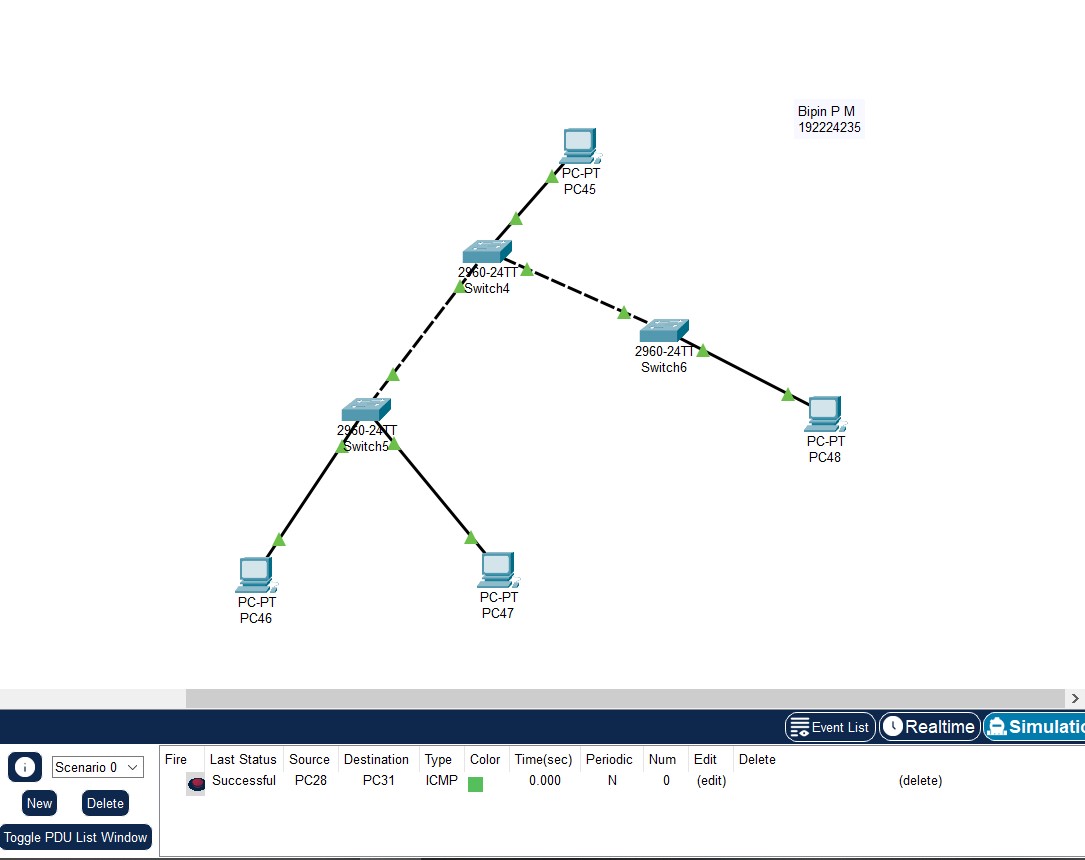 Bipin P M
192224235
PC-PT
PC45
2960-24TT
Switch4
2960-24TT
Switch6
PC-PT
PC48
2960-24TT
Switch5
PC-PT
PC46
PC-PT
PC47
Event List
Realtime
Simulatio
Scenario 0
New
Delete
Toggle PDU List Window
Fire Last Status Source Destination Type Color Time(sec) Periodic Num Edit Delete
Successful PC28 PC31 ICMP 0.000 N 0 (edit) (delete)